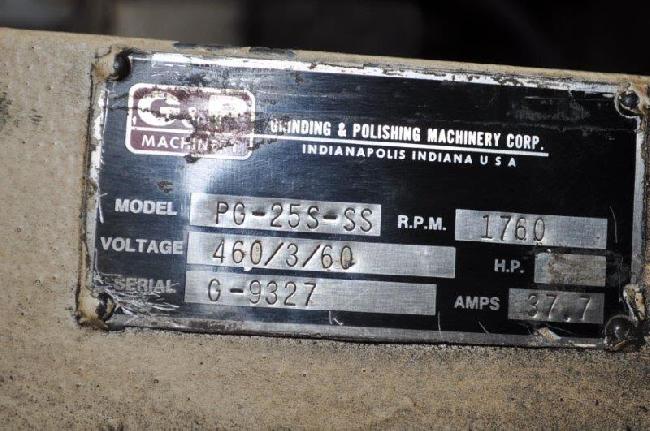 G & P
MACHINERY
GRINDING & POLISHING MACHINERY CORP.
INDIANAPOLIS INDIANA U S A
MODEL PG-25S-SS R.P.M. 1760
VOLTAGE 460/3/60 H.P.
SERIAL G-9327 AMPS 37.7